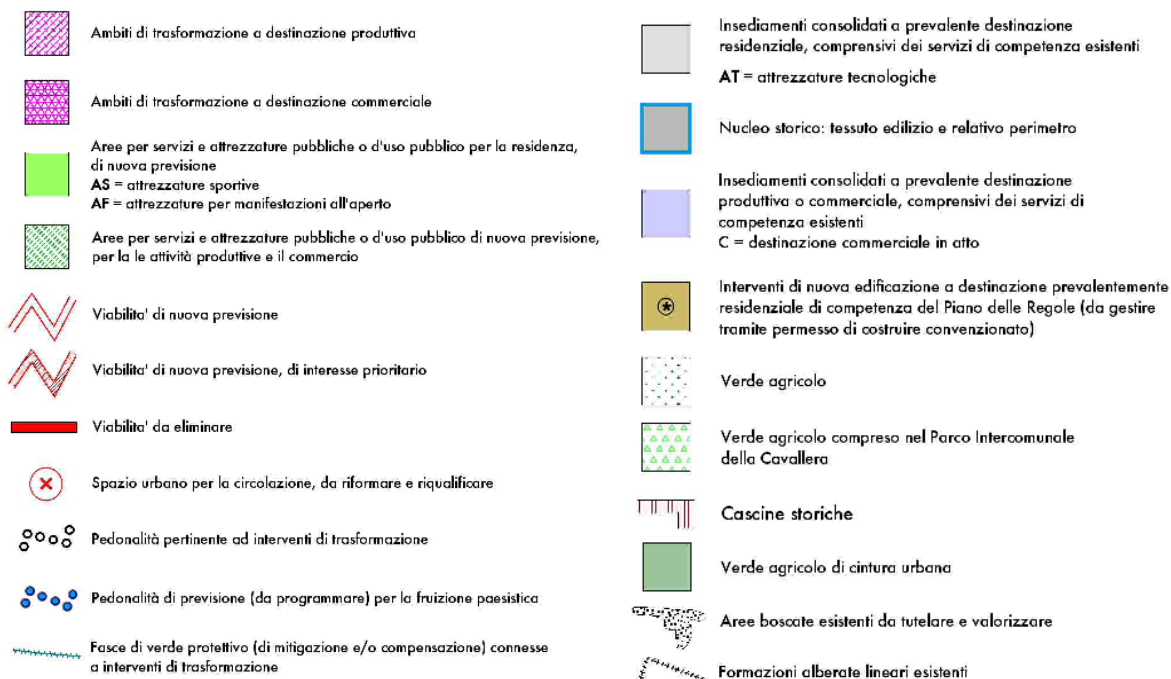 Ambiti di trasformazione a destinazione produttiva
Ambiti di trasformazione a destinazione commerciale
Aree per servizi e attrezzature pubbliche o d'uso pubblico per la residenza,
di nuova previsione
AS = attrezzature sportive
AF = attrezzature per manifestazioni all'aperto
Aree per servizi e attrezzature pubbliche o d'uso pubblico di nuova previsione,
per la le attività produttive e il commercio
Viabilita' di nuova previsione
Viabilita' di nuova previsione, di interesse prioritario
Viabilita' da eliminare
Spazio urbano per la circolazione, da riformare e riqualificare
Pedonalità pertinente ad interventi di trasformazione
Pedonalità di previsione (da programmare) per la fruizione paesistica
Fasce di verde protettivo (di mitigazione e/o compensazione) connesse
a interventi di trasformazione
Insediamenti consolidati a prevalente destinazione
residenziale, comprensivi dei servizi di competenza esistenti
AT = attrezzature tecnologiche
Nucleo storico: tessuto edilizio e relativo perimetro
Insediamenti consolidati a prevalente destinazione
produttiva o commerciale, comprensivi dei servizi di
competenza esistenti
C = destinazione commerciale in atto
Interventi di nuova edificazione a destinazione prevalentemente
residenziale di competenza del Piano delle Regole (da gestire
tramite permesso di costruire convenzionato)
Verde agricolo
Verde agricolo compreso nel Parco Intercomunale
della Cavallera
Cascine storiche
Verde agricolo di cintura urbana
Aree boscate esistenti da tutelare e valorizzare
Formazioni alberate lineari esistenti